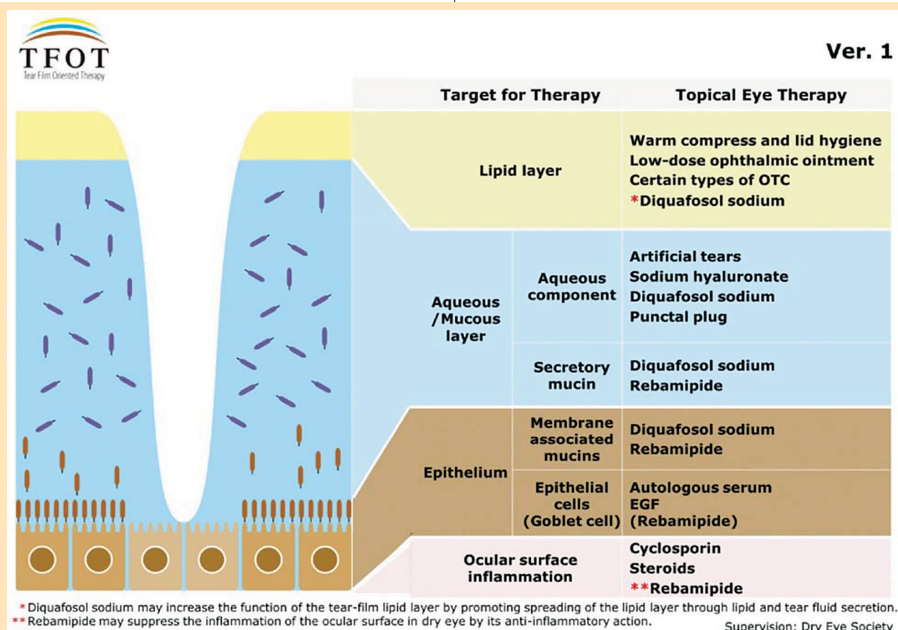 TFOT
Tear Film Oriented Therapy
Ver. 1
Target for Therapy
Topical Eye Therapy
Lipid layer
Warm compress and lid hygiene
Low-dose ophthalmic ointment
Certain types of OTC
*Diquafosol sodium
Aqueous
/Mucous
layer
Aqueous
component
Artificial tears
Sodium hyaluronate
Diquafosol sodium
Punctal plug
Secretory
mucin
Diquafosol sodium
Rebamipide
Epithelium
Membrane
associated
mucins
Diquafosol sodium
Rebamipide
Epithelial
cells
(Goblet cell)
Autologous serum
EGF
(Rebamipide)
Ocular surface
inflammation
Cyclosporin
Steroids
**Rebamipide
*Diquafosol sodium may increase the function of the tear-film lipid layer by promoting spreading of the lipid layer through lipid and tear fluid secretion.
**Rebamipide may suppress the inflammation of the ocular surface in dry eye by its anti-inflammatory action.
Supervision: Dry Eye Society